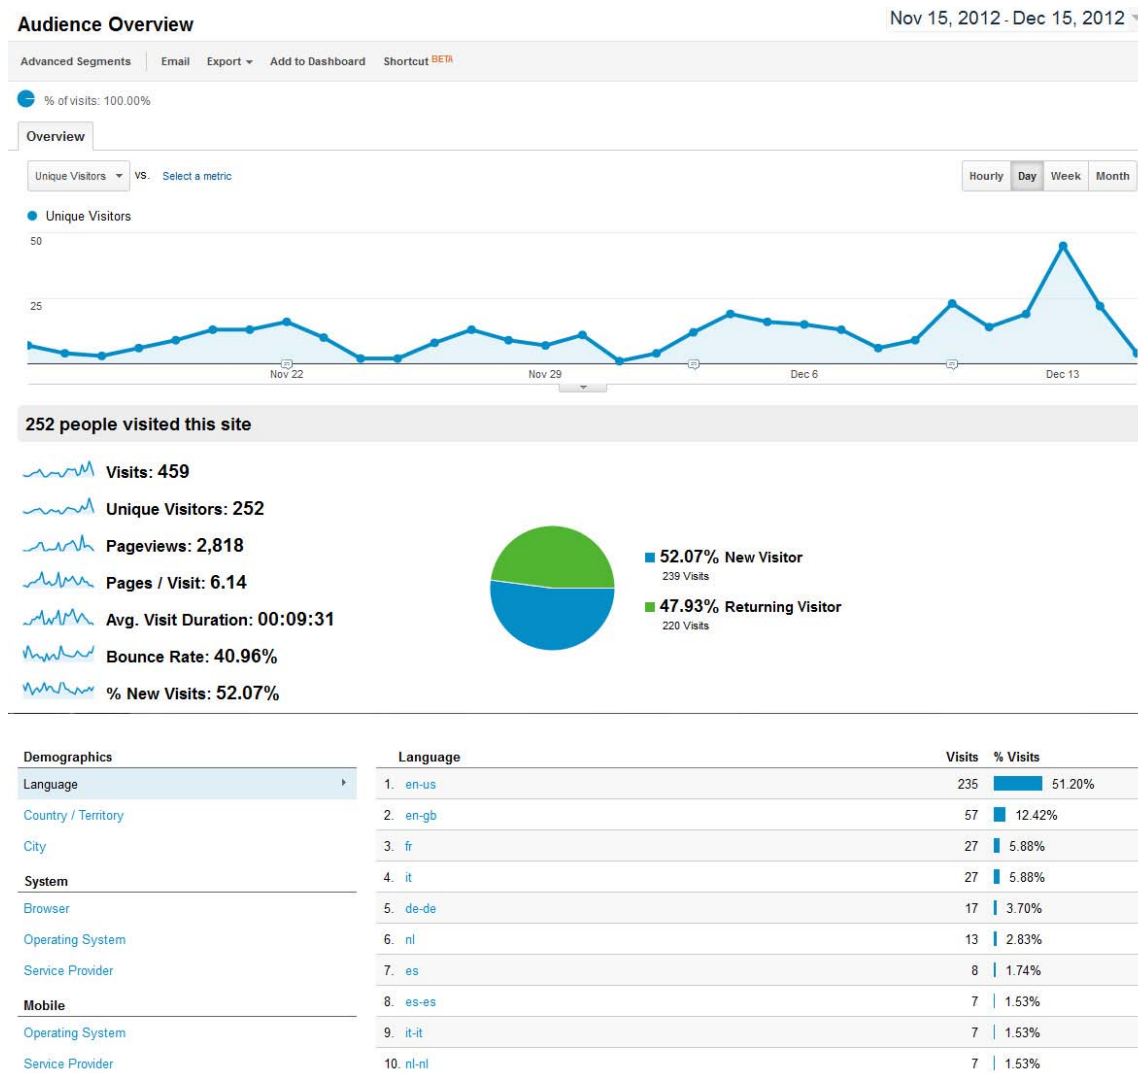 Audience Overview
Nov 15, 2012 - Dec 15, 2012
Advanced Segments Email Export Add to Dashboard Shortcut BETA
% of visits: 100.00%
Overview
Unique Visitors VS. Select a metric
Hourly Day Week Month
Unique Visitors
50
25
Nov 22 Nov 29 Dec 6 Dec 13
252 people visited this site
Visits: 459
Unique Visitors: 252
Pageviews: 2,818
Pages / Visit: 6.14
Avg. Visit Duration: 00:09:31
Bounce Rate: 40.96%
% New Visits: 52.07%
52.07% New Visitor
239 Visits
47.93% Returning Visitor
220 Visits
Demographics
Language
Country / Territory
City
System
Browser
Operating System
Service Provider
Mobile
Operating System
Service Provider
Language Visits % Visits
1. en-us 235 51.20%
2. en-gb 57 12.42%
3. fr 27 5.88%
4. it 27 5.88%
5. de-de 17 3.70%
6. nl 13 2.83%
7. es 8 1.74%
8. es-es 7 1.53%
9. it-it 7 1.53%
10. nl-nl 7 1.53%